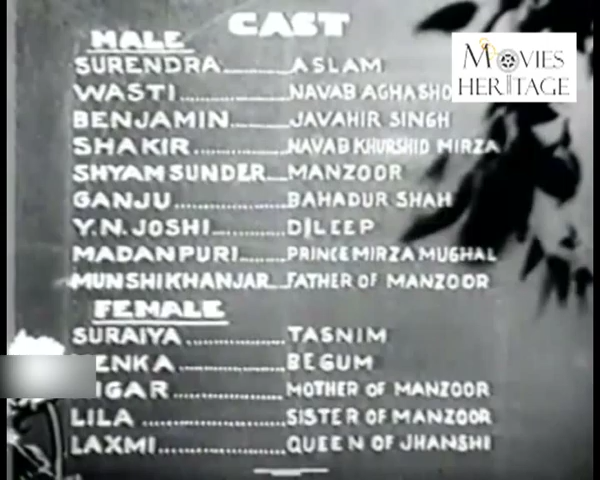 CAST
MALE
SURENDRA..........ASLAM
WASTI..............NAVAB AGHASHO
BENJAMIN........JAVAHIR SINGH
SHAKIR............NAVAB KHURSHID MIRZA
SHYAM SUNDER...MANZOOR
GANJU.............BAHADUR SHAH
Y.N.JOSHI...........DILEEP
MADANPURI........PRINCE MIRZA MUGHAL
MUNSHI KHANJAR...FATHER OF MANZOOR
FEMALE
SURAIYA..............TASNIM
ENKA..............BEGUM
IGAR..............MOTHER OF MANZOOR
LILA....................SISTER OF MANZOOR
LAXMI.................QUEEN OF JHANSHI
MOVIES
HERITAGE